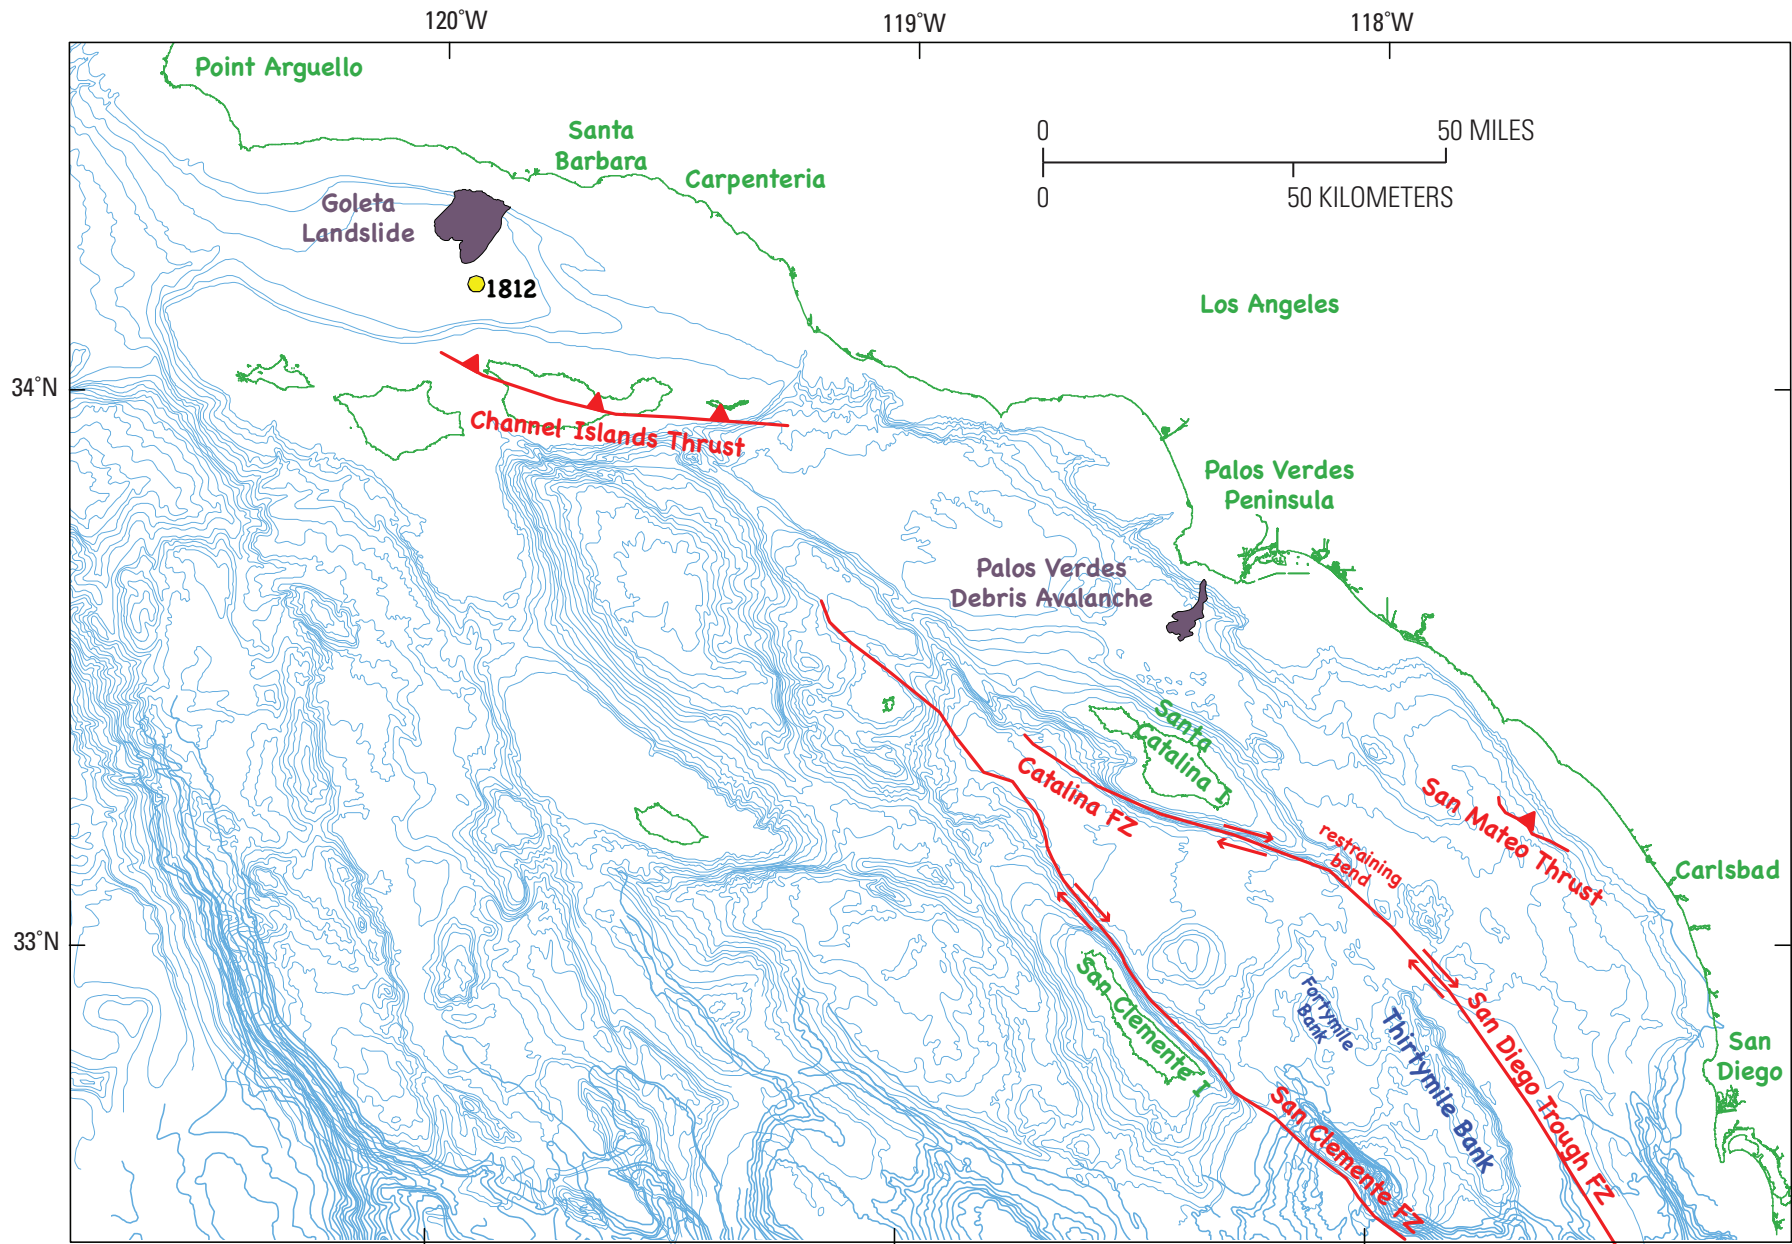 120°W
119°W
118°W
Point Arguello
Santa
Barbara
Carpenteria
0
50 MILES
0
50 KILOMETERS
Goleta
Landslide
1812
Los Angeles
34°N
Channel Islands Thrust
Palos Verdes
Peninsula
Palos Verdes
Debris Avalanche
Santa
Catalina I
Catalina FZ
San Mateo Thrust
restraining
bend
Carlsbad
33°N
San Clemente I
Fortymile
Bank
Thirtymile Bank
San Diego Trough FZ
San
Diego
San Clemente FZ